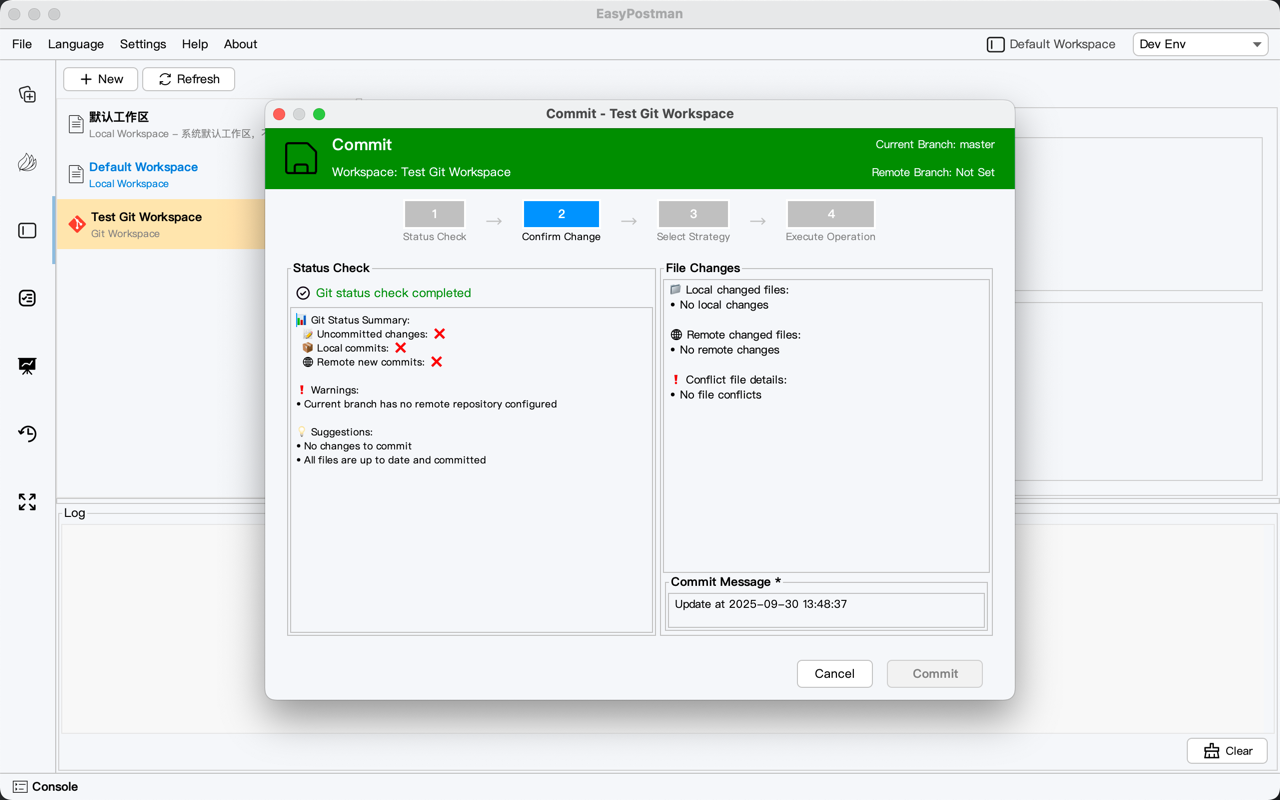 EasyPostman
File Language Settings Help About
Default Workspace
Dev Env
New
Refresh
默认工作区
Local Workspace – 系统默认工作区,
Default Workspace
Local Workspace
Test Git Workspace
Git Workspace
Commit - Test Git Workspace
Commit
Current Branch: master
Workspace: Test Git Workspace
Remote Branch: Not Set
1 2 3 4
Status Check
Confirm Change
Select Strategy
Execute Operation
Status Check
Git status check completed
Git Status Summary:
Uncommitted changes: ❌
Local commits: ❌
Remote new commits: ❌
❗ Warnings:
• Current branch has no remote repository configured
Suggestions:
• No changes to commit
• All files are up to date and committed
File Changes
Local changed files:
• No local changes
Remote changed files:
• No remote changes
❗ Conflict file details:
• No file conflicts
Commit Message *
Update at 2025–09–30 13:48:37
Cancel
Commit
Log
Clear
Console